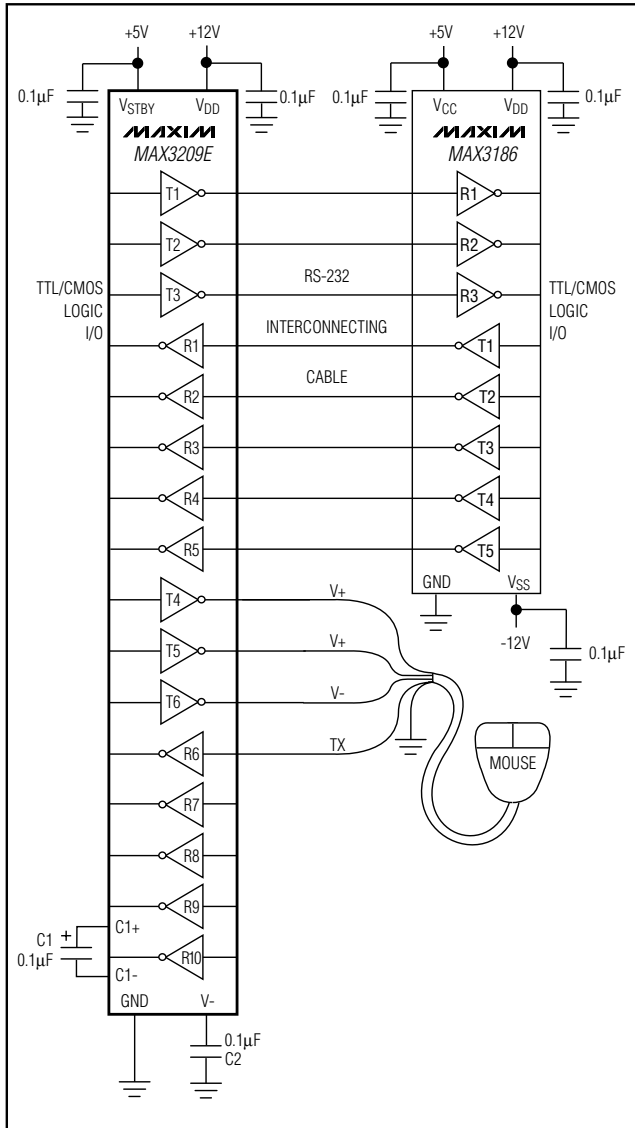 +5V +12V +5V +12V
0.1µF 0.1µF 0.1µF 0.1µF
VSTBY VDD VCC VDD
MAXIM MAXIM
MAX3209E MAX3186
T1 R1
T2 R2
RS-232
TTL/CMOS LOGIC I/O T3 R3 TTL/CMOS LOGIC I/O
INTERCONNECTING
R1 T1
CABLE
R2 T2
R3 T3
R4 T4
R5 T5
GND VSS
T4 V+
-12V 0.1µF
T5 V+
T6 V-
R6 TX MOUSE
R7
R8
R9
C1 + C1+
0.1µF R10
C1-
GND V-
0.1µF
C2